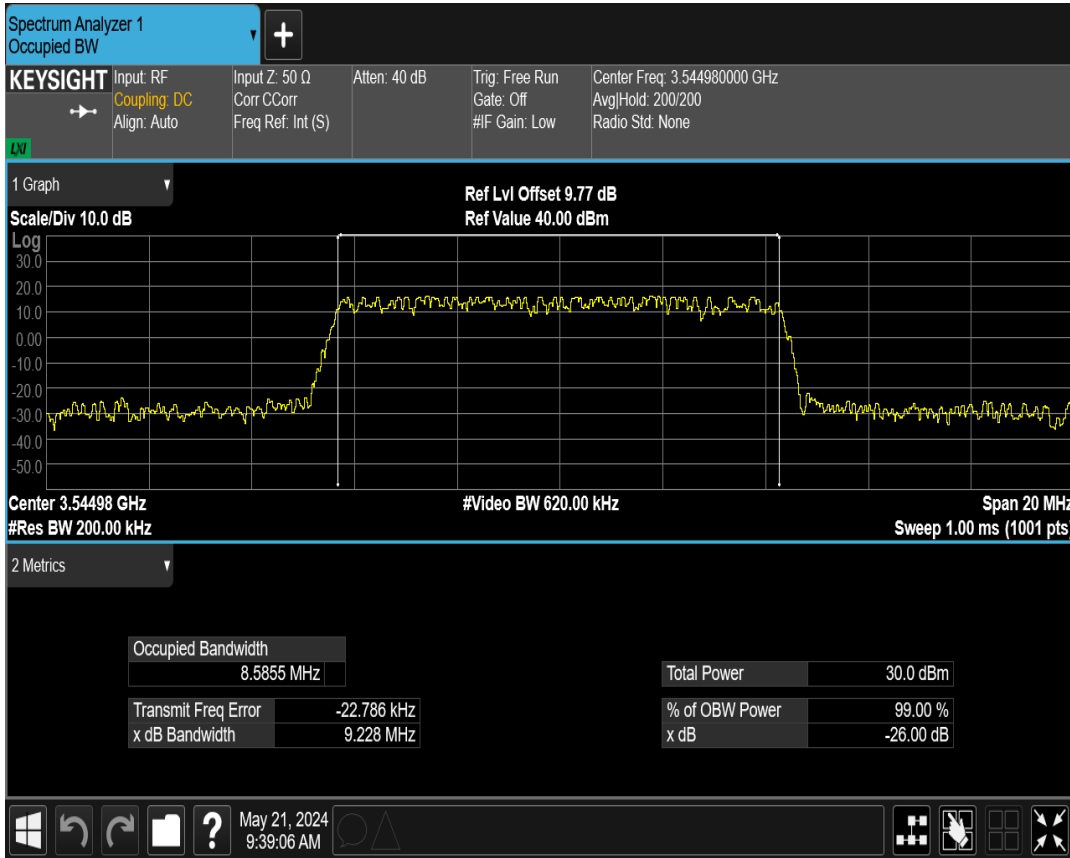 Spectrum Analyzer 1
Occupied BW
+
KEYSIGHT
LXI
Input: RF
Coupling: DC
Align: Auto
Input Z: 50 Ω
Corr CCorr
Freq Ref: Int (S)
Atten: 40 dB
Trig: Free Run
Gate: Off
#IF Gain: Low
Center Freq: 3.544980000 GHz
Avg|Hold: 200/200
Radio Std: None
1 Graph
Scale/Div 10.0 dB
Ref Lvl Offset 9.77 dB
Ref Value 40.00 dBm
Log
30.0
20.0
10.0
0.00
-10.0
-20.0
-30.0
-40.0
-50.0
Center 3.54498 GHz
#Video BW 620.00 kHz
Span 20 MHz
#Res BW 200.00 kHz
Sweep 1.00 ms (1001 pts)
2 Metrics
Occupied Bandwidth
8.5855 MHz
Transmit Freq Error -22.786 kHz
x dB Bandwidth 9.228 MHz
Total Power 30.0 dBm
% of OBW Power 99.00 %
x dB -26.00 dB
?
May 21, 2024
9:39:06 AM